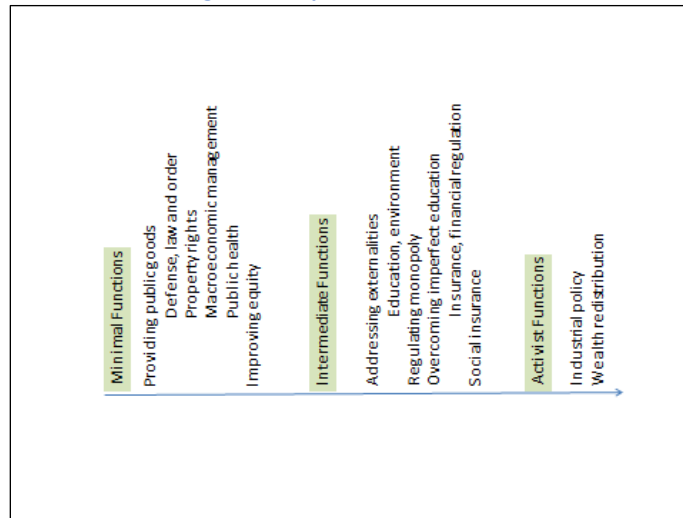 Minimal Functions
Providing public goods
Defense, law and order
Property rights
Macroeconomic management
Public health
Improving equity
Intermediate Functions
Addressing externalities
Education, environment
Regulating monopoly
Overcoming imperfect education
Insurance, financial regulation
Social insurance
Activist Functions
Industrial policy
Wealth redistribution